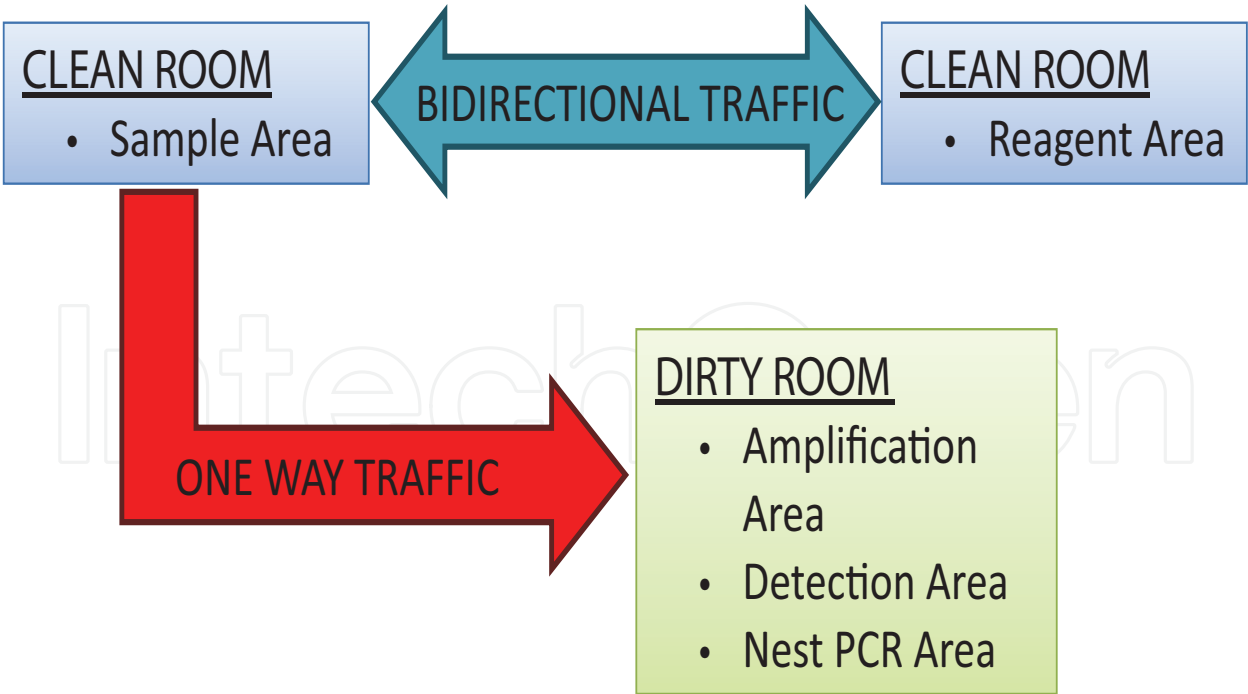 CLEAN ROOM
• Sample Area
BIDIRECTIONAL TRAFFIC
CLEAN ROOM
• Reagent Area
ONE WAY TRAFFIC
DIRTY ROOM
• Amplification
Area
• Detection Area
• Nest PCR Area
IntechOpen